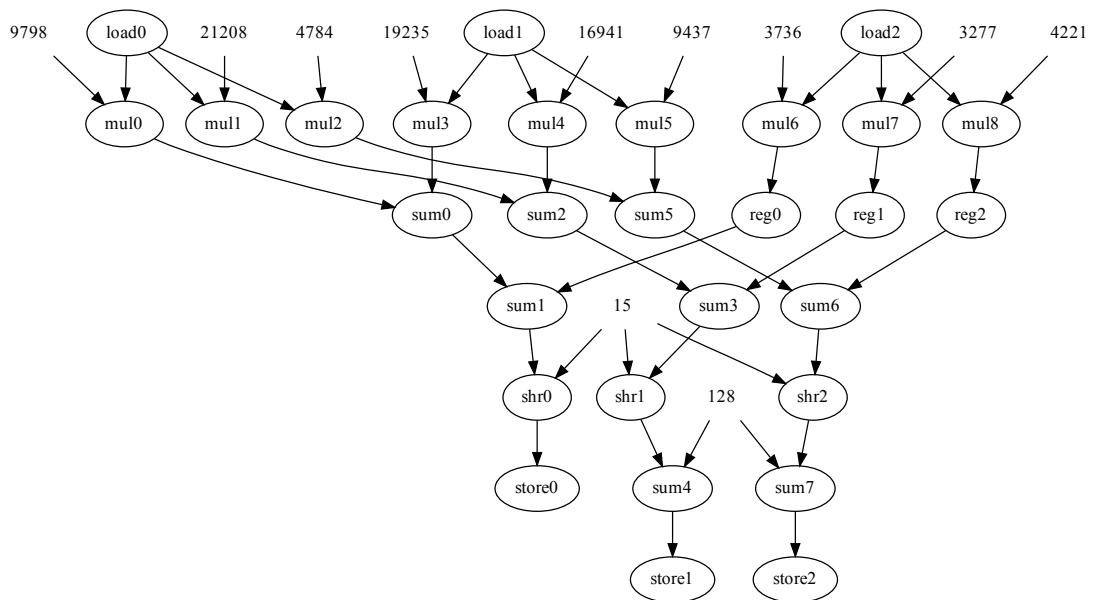 9798 load0 21208 4784 19235 load1 16941 9437 3736 load2 3277 4221
mul0 mul1 mul2 mul3 mul4 mul5 mul6 mul7 mul8
sum0 sum2 sum5 reg0 reg1 reg2
sum1 15 sum3 sum6
shr0 shr1 128 shr2
store0 sum4 sum7
store1 store2